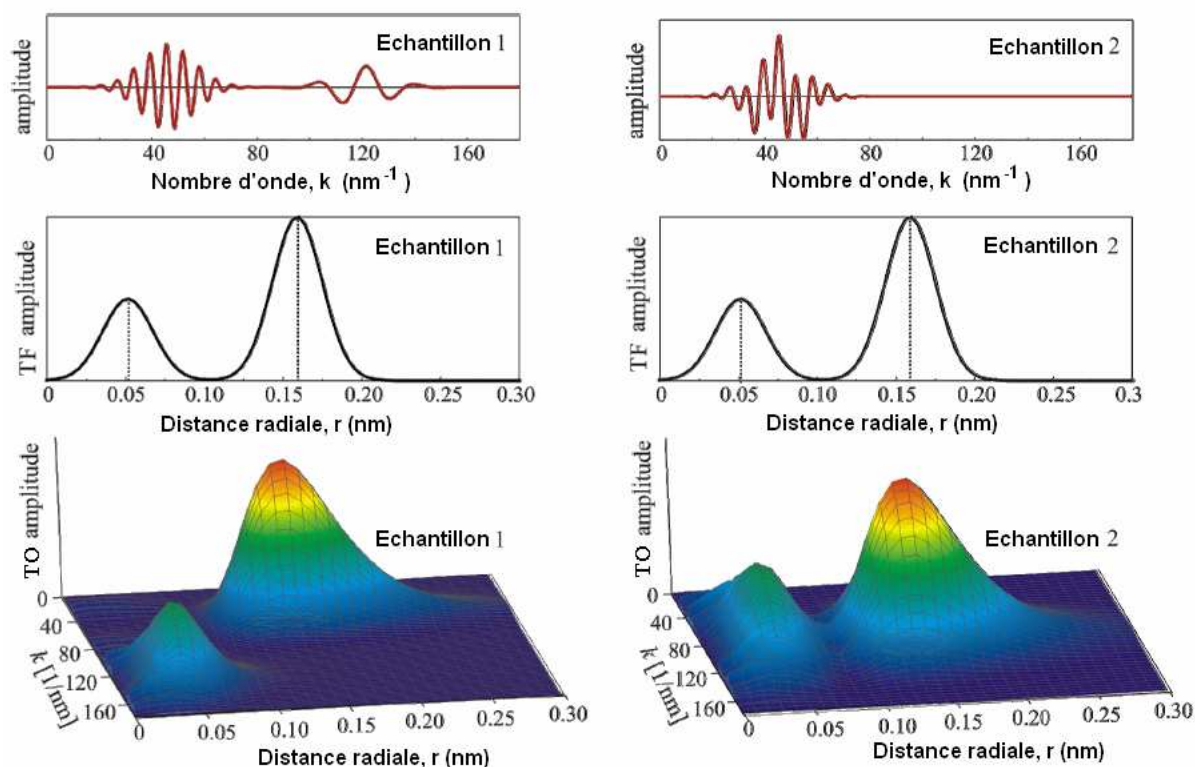 Echantillon 1
amplitude
0 40 80 120 160
Nombre d'onde, k (nm-1)
Echantillon 2
amplitude
0 20 40 80 120 160
Nombre d'onde, k (nm-1)
Echantillon 1
TF amplitude
0 0.05 0.10 0.15 0.20 0.25 0.30
Distance radiale, r (nm)
Echantillon 2
TF amplitude
0 0.05 0.10 0.15 0.20 0.25 0.3
Distance radiale, r (nm)
TO amplitude
Echantillon 1
0
40
80
120
160
k [1/nm]
0 0.05 0.10 0.15 0.20 0.25 0.30
Distance radiale, r (nm)
TO amplitude
Echantillon 2
0
40
80
120
160
k [1/nm]
0 0.05 0.10 0.15 0.20 0.25 0.30
Distance radiale, r (nm)